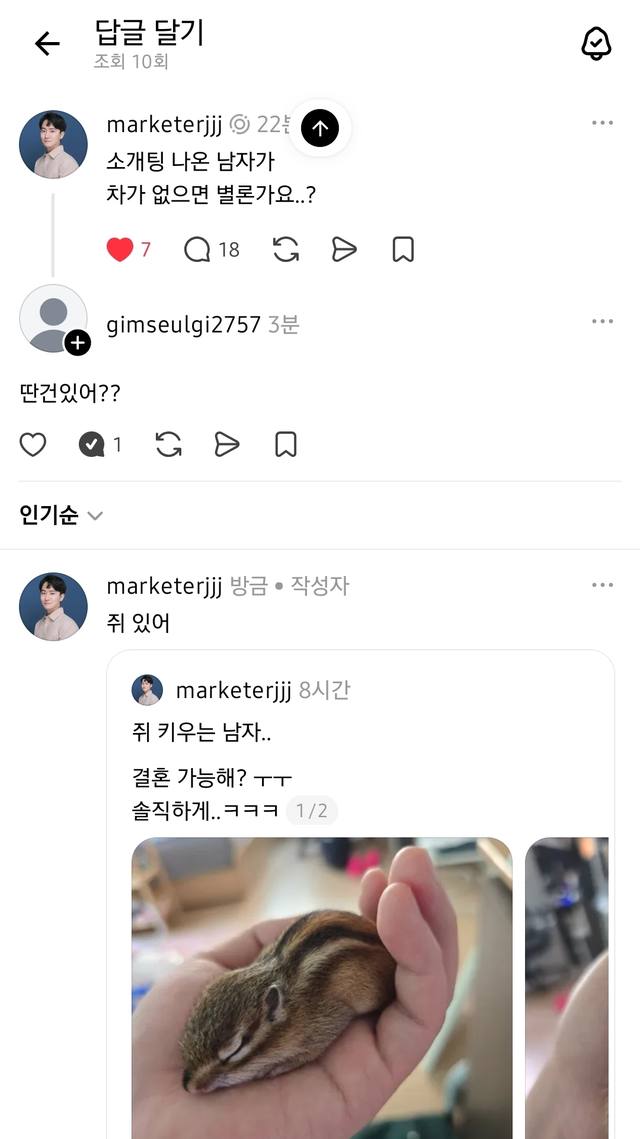 답글 달기
조회 10회
marketerjjj 22분
소개팅 나온 남자가
차가 없으면 별론가요..?
7 18
gimseulgi2757 3분
딴건있어??
1
인기순
marketerjjj 방금 • 작성자
쥐 있어
marketerjjj 8시간
쥐 키우는 남자..
결혼 가능해? ㅜㅜ
솔직하게..ㅋㅋㅋ 1/2